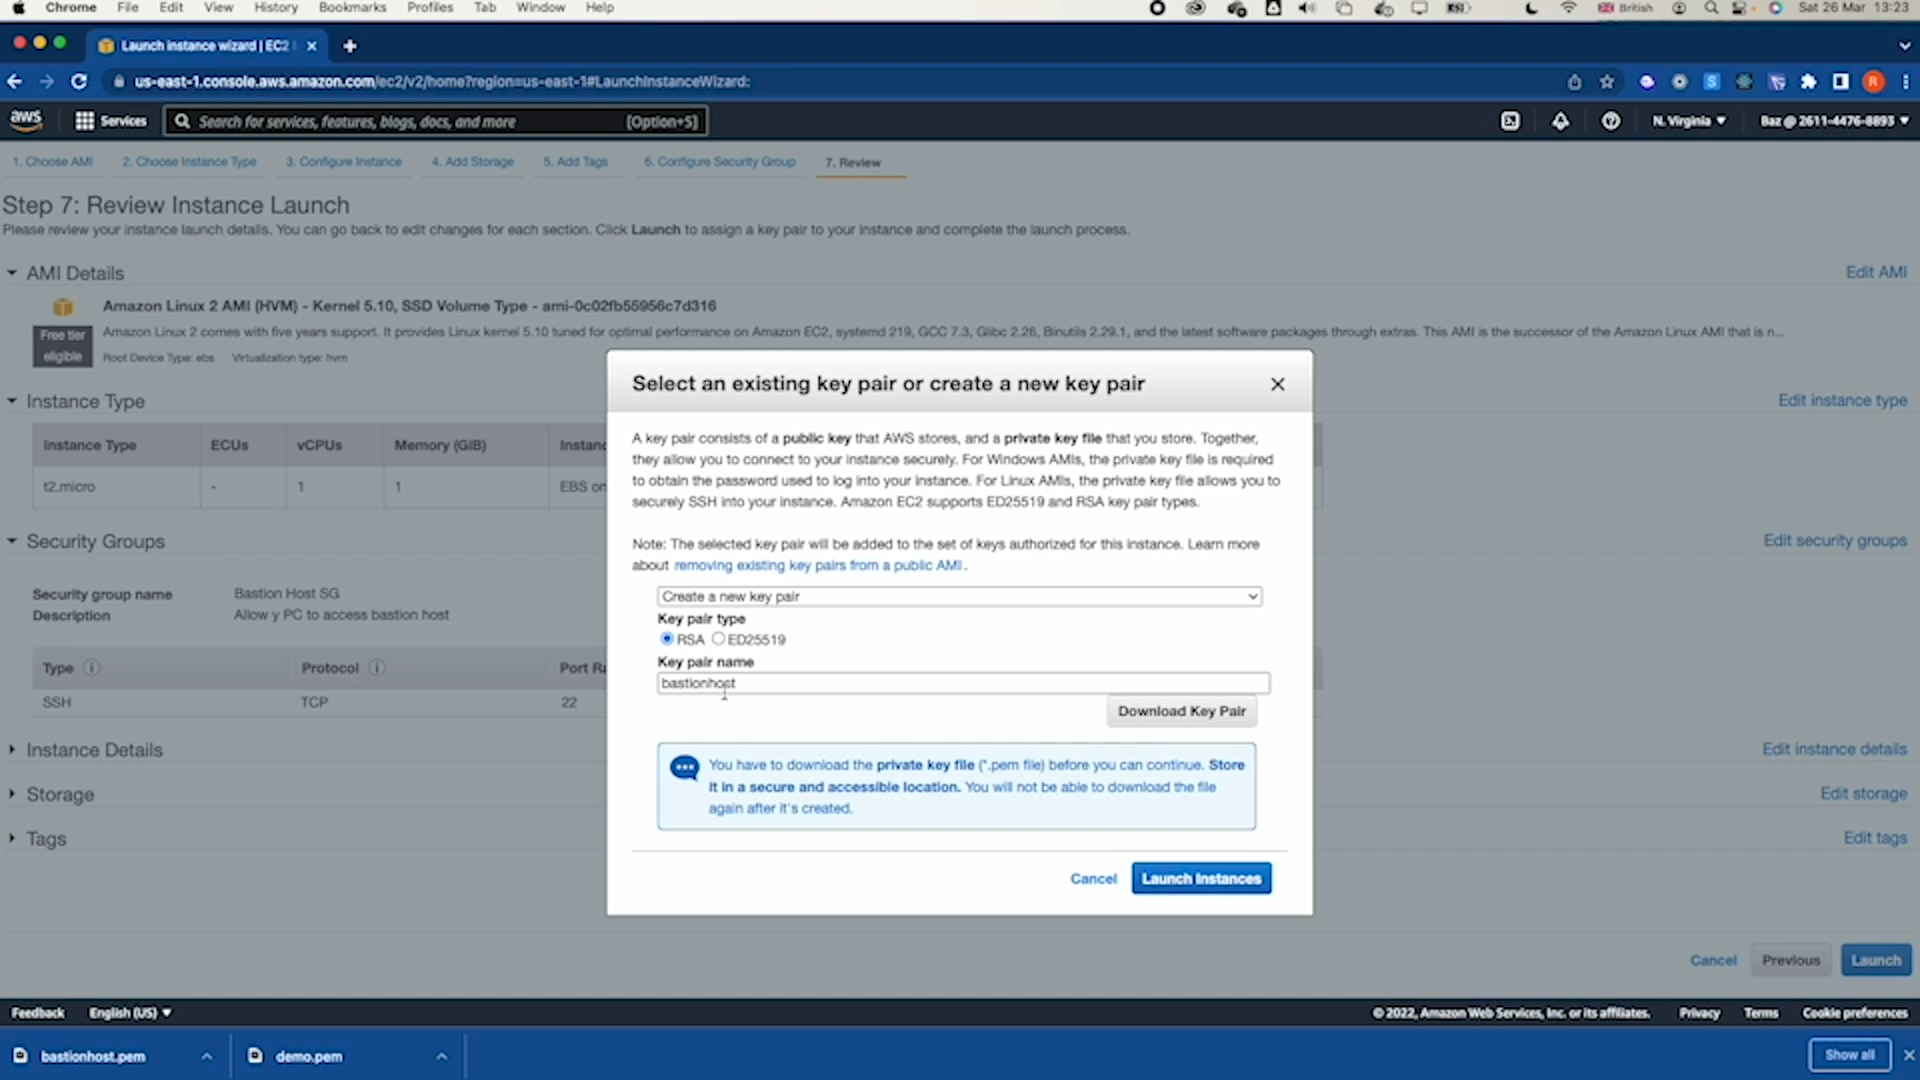 Chrome File Edit View History Bookmarks Profiles Tab Window Help British Sat 26 Mar 13:23
Launch instance wizard | EC2
us-east-1.console.aws.amazon.com/ec2/v2/home?region=us-east-1#LaunchInstanceWizard:
aws Services Search for services, features, blogs, docs, and more [Option+S] N. Virginia Baz @ 2611-4476-8893
1. Choose AMI 2. Choose Instance Type 3. Configure Instance 4. Add Storage 5. Add Tags 6. Configure Security Group 7. Review
Step 7: Review Instance Launch
Please review your instance launch details. You can go back to edit changes for each section. Click Launch to assign a key pair to your instance and complete the launch process.
AMI Details Edit AMI
Amazon Linux 2 AMI (HVM) - Kernel 5.10, SSD Volume Type - ami-0c02fb55956c7d316
Free tier eligible
Amazon Linux 2 comes with five years support. It provides Linux kernel 5.10 tuned for optimal performance on Amazon EC2, systemd 219, GCC 7.3, Glibc 2.26, Binutils 2.29.1, and the latest software packages through extras. This AMI is the successor of the Amazon Linux AMI that is n...
Root Device Type: ebs Virtualization type: hvm
Instance Type Edit instance type
Instance Type ECUs vCPUs Memory (GiB) Instanc
t2.micro - 1 1 EBS on
Security Groups Edit security groups
Security group name Bastion Host SG
Description Allow y PC to access bastion host
Type Protocol Port Ra
SSH TCP 22
Instance Details Edit instance details
Storage Edit storage
Tags Edit tags
Select an existing key pair or create a new key pair
A key pair consists of a public key that AWS stores, and a private key file that you store. Together,
they allow you to connect to your instance securely. For Windows AMIs, the private key file is required
to obtain the password used to log into your instance. For Linux AMIs, the private key file allows you to
securely SSH into your instance. Amazon EC2 supports ED25519 and RSA key pair types.
Note: The selected key pair will be added to the set of keys authorized for this instance. Learn more
about removing existing key pairs from a public AMI.
Create a new key pair
Key pair type
RSA ED25519
Key pair name
bastionhost
Download Key Pair
You have to download the private key file (*.pem file) before you can continue. Store
it in a secure and accessible location. You will not be able to download the file
again after it's created.
Cancel Launch Instances
Cancel Previous Launch
Feedback English (US) © 2022, Amazon Web Services, Inc. or its affiliates. Privacy Terms Cookie preferences
bastionhost.pem demo.pem Show all